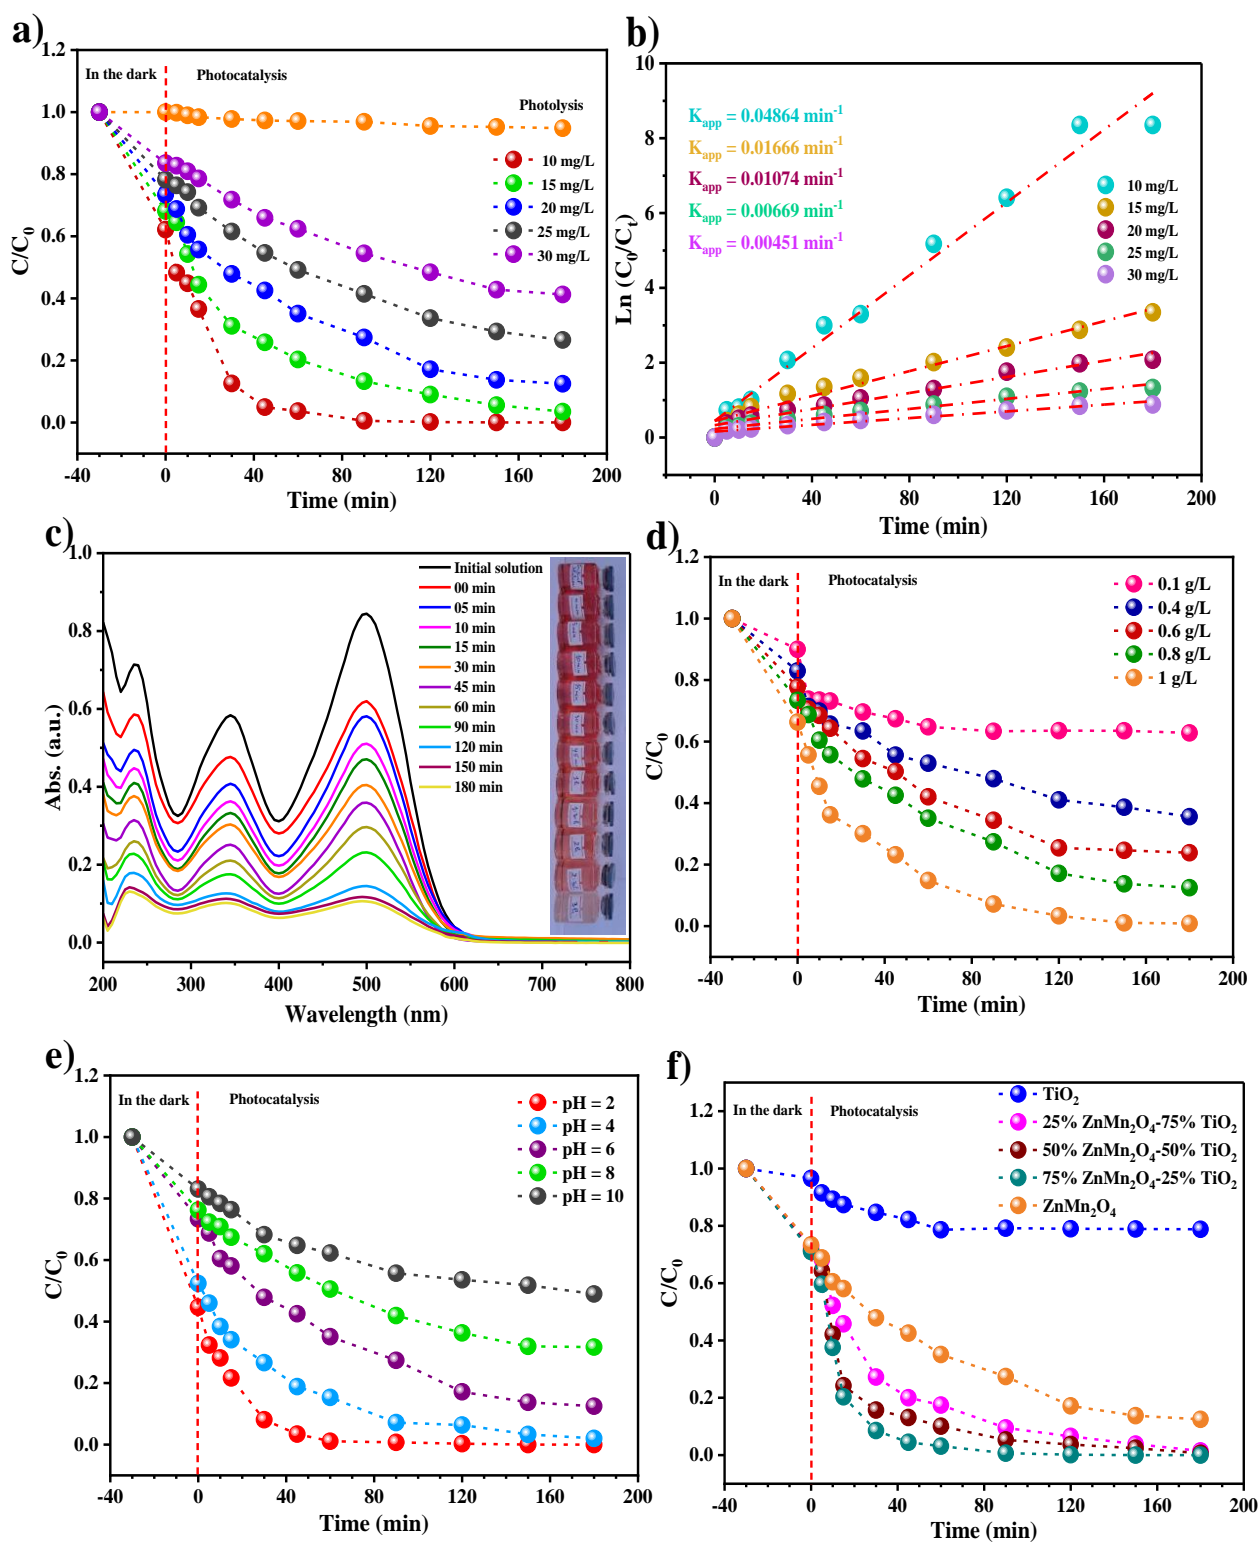 a)
1.2
1.0
0.8
0.6
0.4
0.2
0.0
-40
0
40
80
120
160
200
C/C₀
Time (min)
In the dark
Photocatalysis
Photolysis
10 mg/L
15 mg/L
20 mg/L
25 mg/L
30 mg/L
b)
10
8
6
4
2
0
0
40
80
120
160
200
Ln (C₀/Cₜ)
Time (min)
Kapp = 0.04864 min⁻¹
Kapp = 0.01666 min⁻¹
Kapp = 0.01074 min⁻¹
Kapp = 0.00669 min⁻¹
Kapp = 0.00451 min⁻¹
10 mg/L
15 mg/L
20 mg/L
25 mg/L
30 mg/L
c)
1.0
0.8
0.6
0.4
0.2
0.0
200
300
400
500
600
700
800
Abs. (a.u.)
Wavelength (nm)
Initial solution
00 min
05 min
10 min
15 min
30 min
45 min
60 min
90 min
120 min
150 min
180 min
d)
1.2
1.0
0.8
0.6
0.4
0.2
0.0
-40
0
40
80
120
160
200
C/C₀
Time (min)
In the dark
Photocatalysis
0.1 g/L
0.4 g/L
0.6 g/L
0.8 g/L
1 g/L
e)
1.2
1.0
0.8
0.6
0.4
0.2
0.0
-40
0
40
80
120
160
200
C/C₀
Time (min)
In the dark
Photocatalysis
pH = 2
pH = 4
pH = 6
pH = 8
pH = 10
f)
1.2
1.0
0.8
0.6
0.4
0.2
0.0
-40
0
40
80
120
160
200
C/C₀
Time (min)
In the dark
Photocatalysis
TiO₂
25% ZnMn₂O₄-75% TiO₂
50% ZnMn₂O₄-50% TiO₂
75% ZnMn₂O₄-25% TiO₂
ZnMn₂O₄